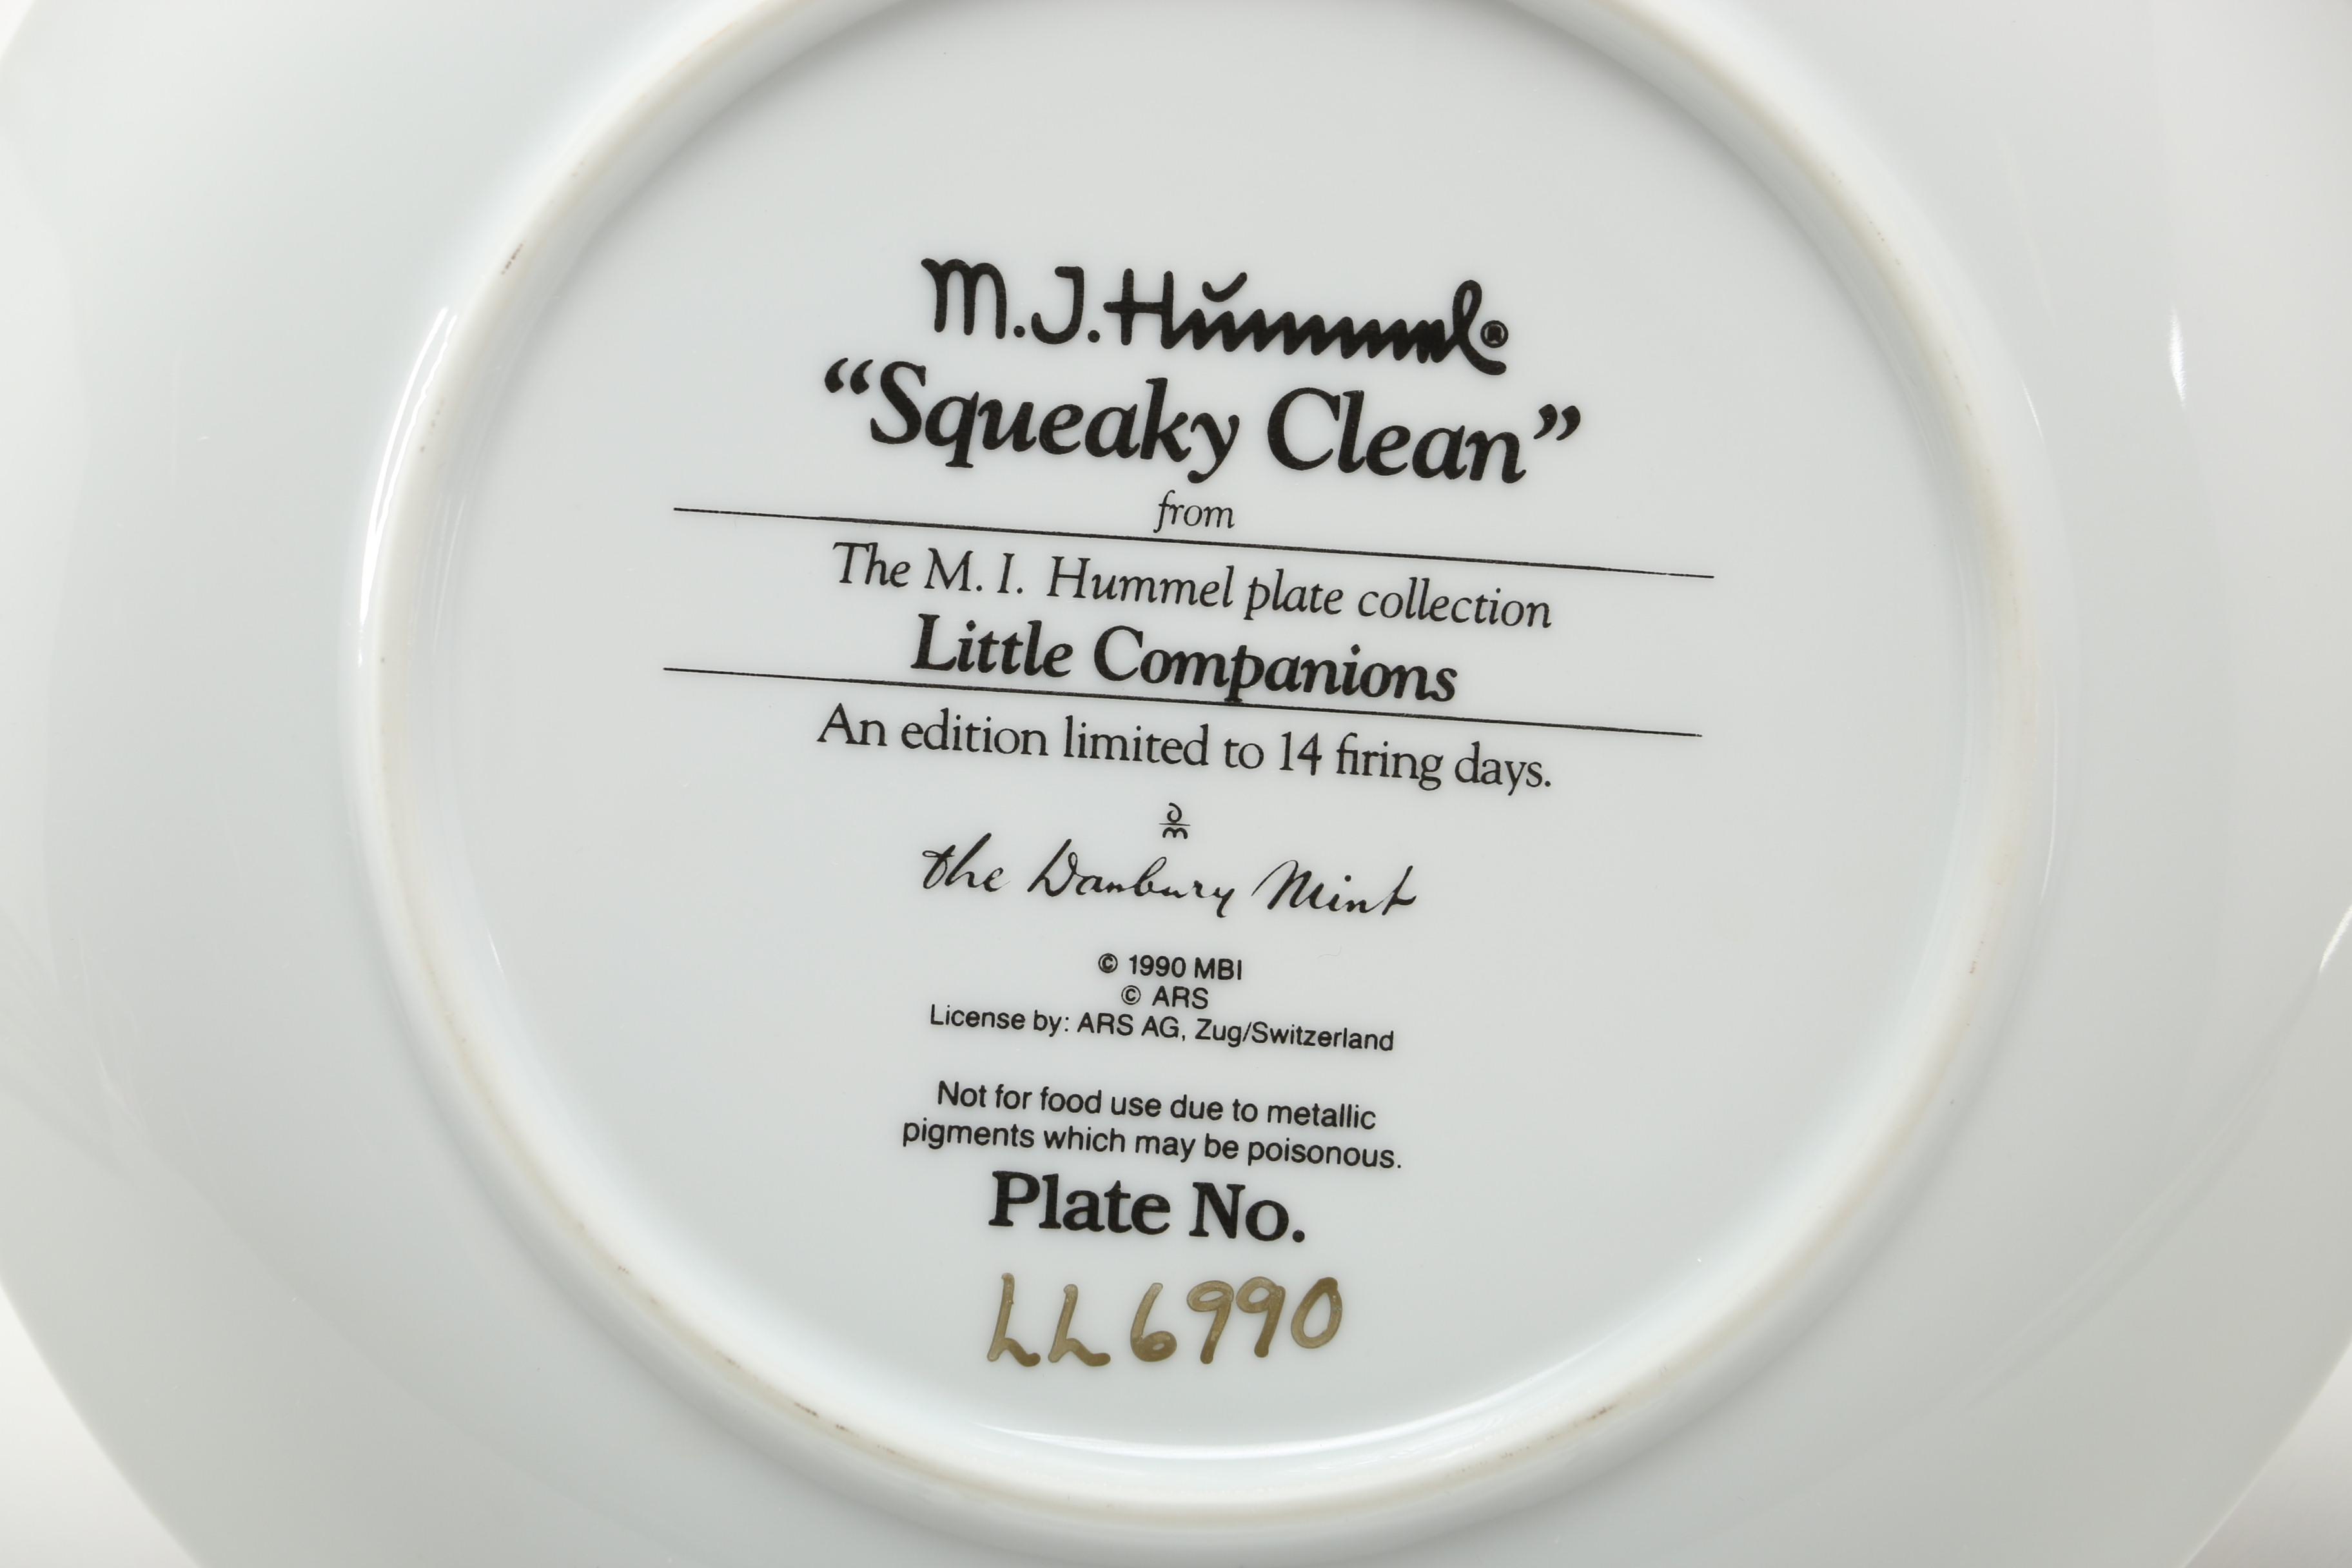 M.J. Hummel®
“Squeaky Clean”
from
The M. I. Hummel plate collection
Little Companions
An edition limited to 14 firing days.
dm
the Danbury Mint
© 1990 MBI
© ARS
License by: ARS AG, Zug/Switzerland
Not for food use due to metallic
pigments which may be poisonous.
Plate No.
LL6990